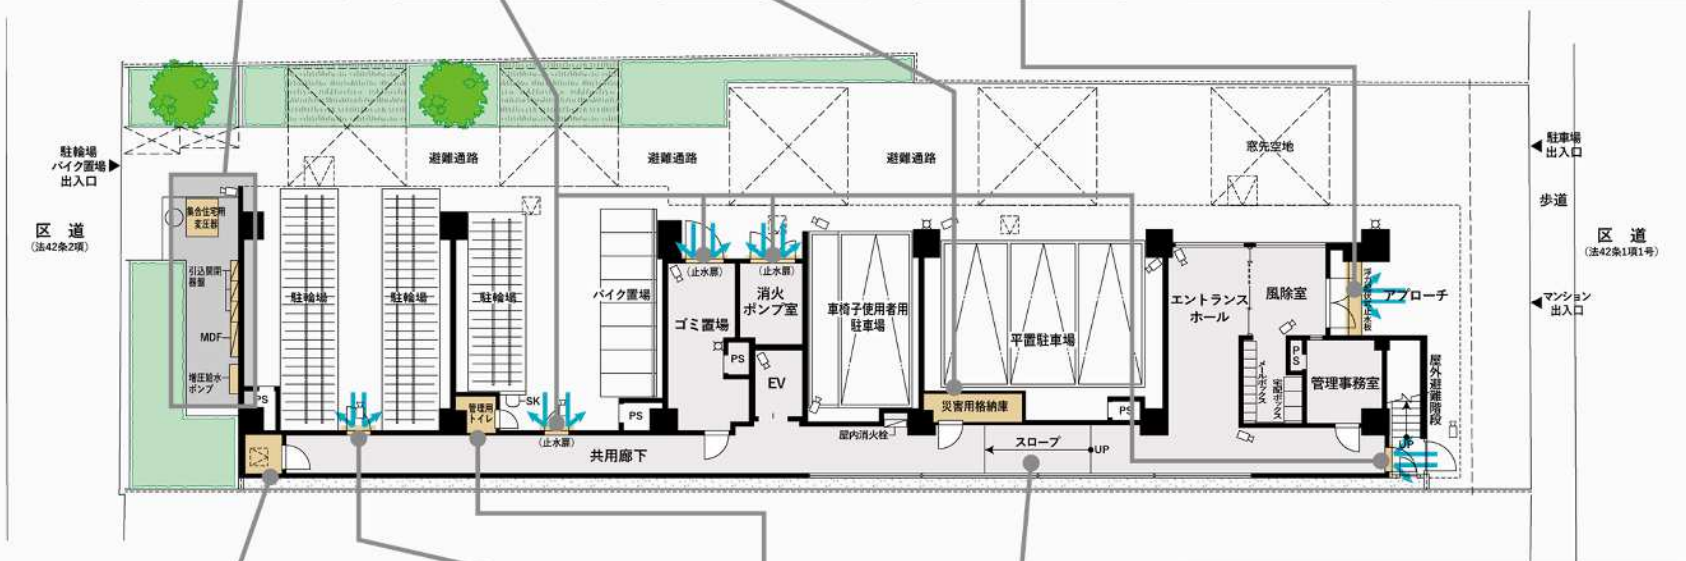 駐輪場
バイク置場
出入口
区 道
(法42条2項)
避難通路
避難通路
避難通路
窓先空地
駐車場
出入口
歩道
区 道
(法42条1項1号)
マンション
出入口
集合住宅用
変圧器
引込開閉
器盤
MDF
増圧給水
ポンプ
PS
駐輪場
駐輪場
駐輪場
バイク置場
管理用
トイレ
SK
(止水扉)
PS
(止水扉)
(止水扉)
ゴミ置場
消火
ポンプ室
PS
EV
車椅子使用者用
駐車場
平置駐車場
災害用格納庫
屋内消火栓
PS
共用廊下
スロープ
UP
エントランス
ホール
風除室
アプローチ
メールボックス
宅配ボックス
PS
管理事務室
屋外避難階段
UP